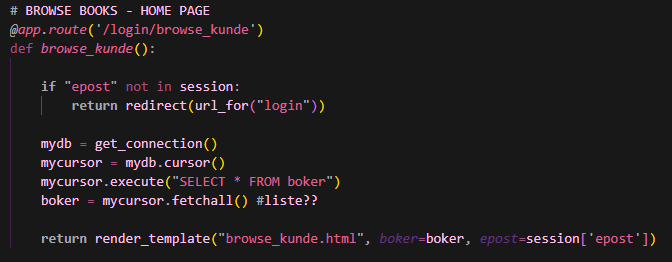 # BROWSE BOOKS - HOME PAGE
@app.route('/login/browse_kunde')
def browse_kunde():
    if "epost" not in session:
        return redirect(url_for("login"))
    mydb = get_connection()
    mycursor = mydb.cursor()
    mycursor.execute("SELECT * FROM boker")
    boker = mycursor.fetchall() #liste??
    return render_template("browse_kunde.html", boker=boker, epost=session['epost'])